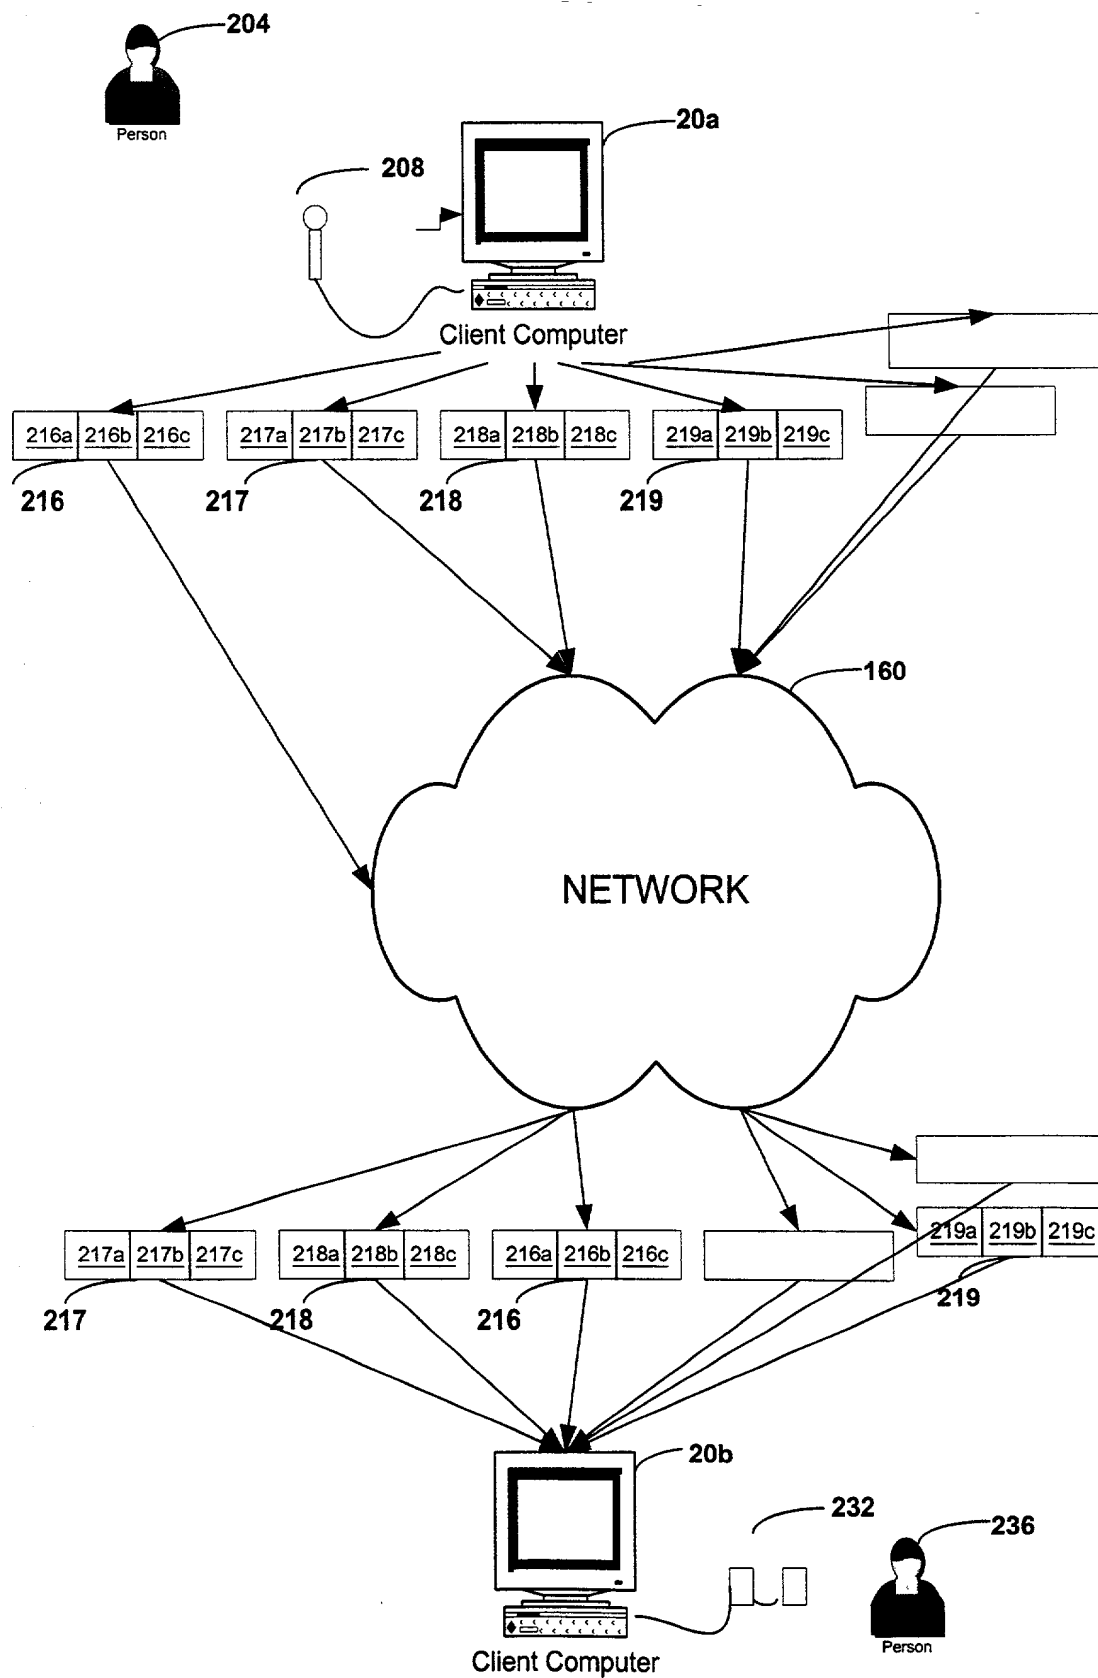 204
Person
20a
208
Client Computer
216a 216b 216c
217a 217b 217c
218a 218b 218c
219a 219b 219c
216
217
218
219
160
NETWORK
217a 217b 217c
218a 218b 218c
216a 216b 216c
219a 219b 219c
217
218
216
219
20b
232
236
Person
Client Computer